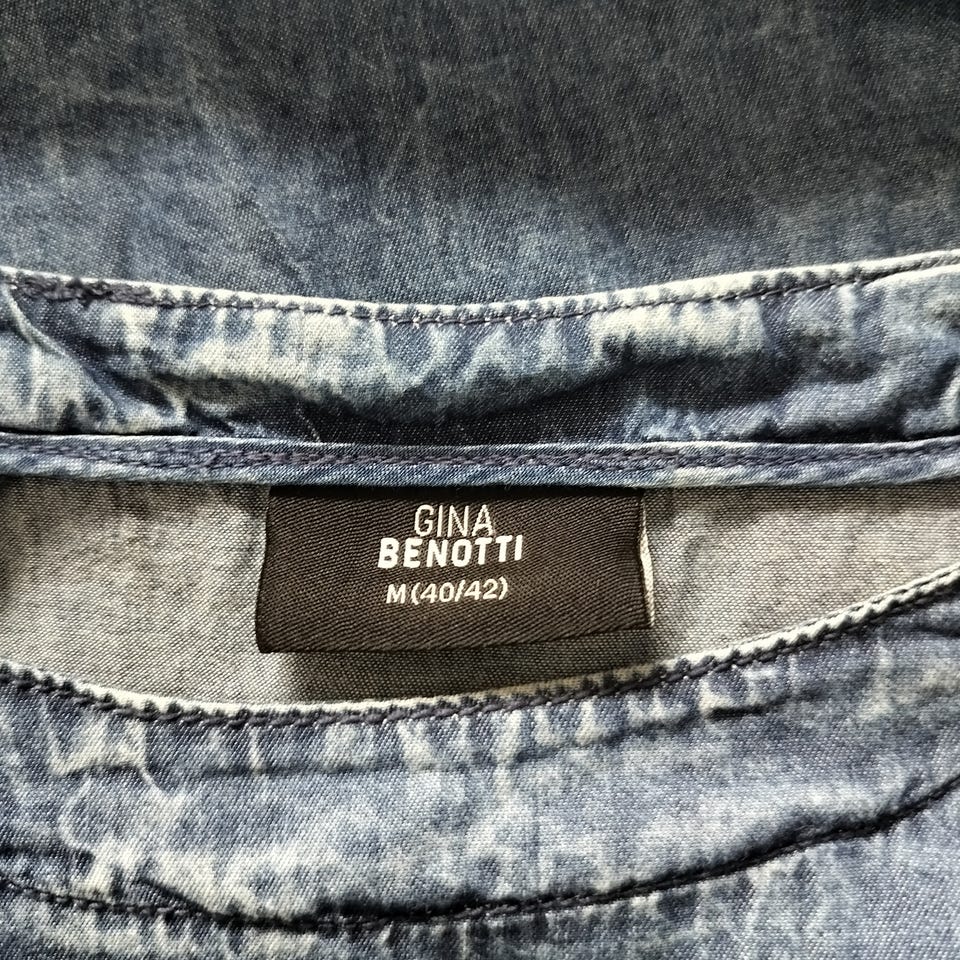 GINA
BENOTTI
M(40/42)